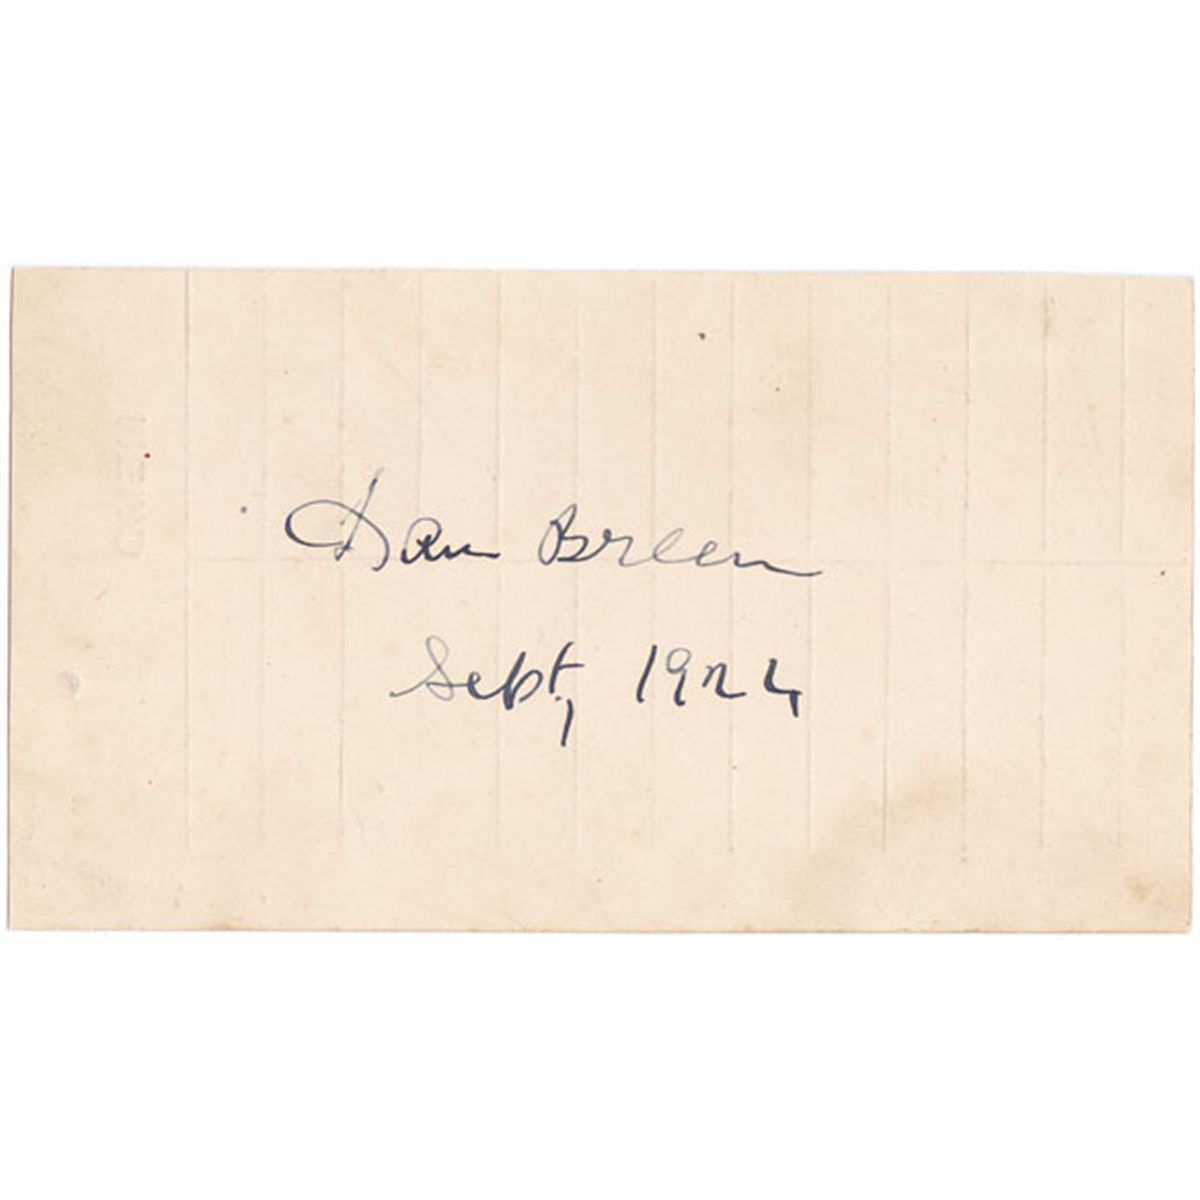 Dan Breen
Sept, 1924